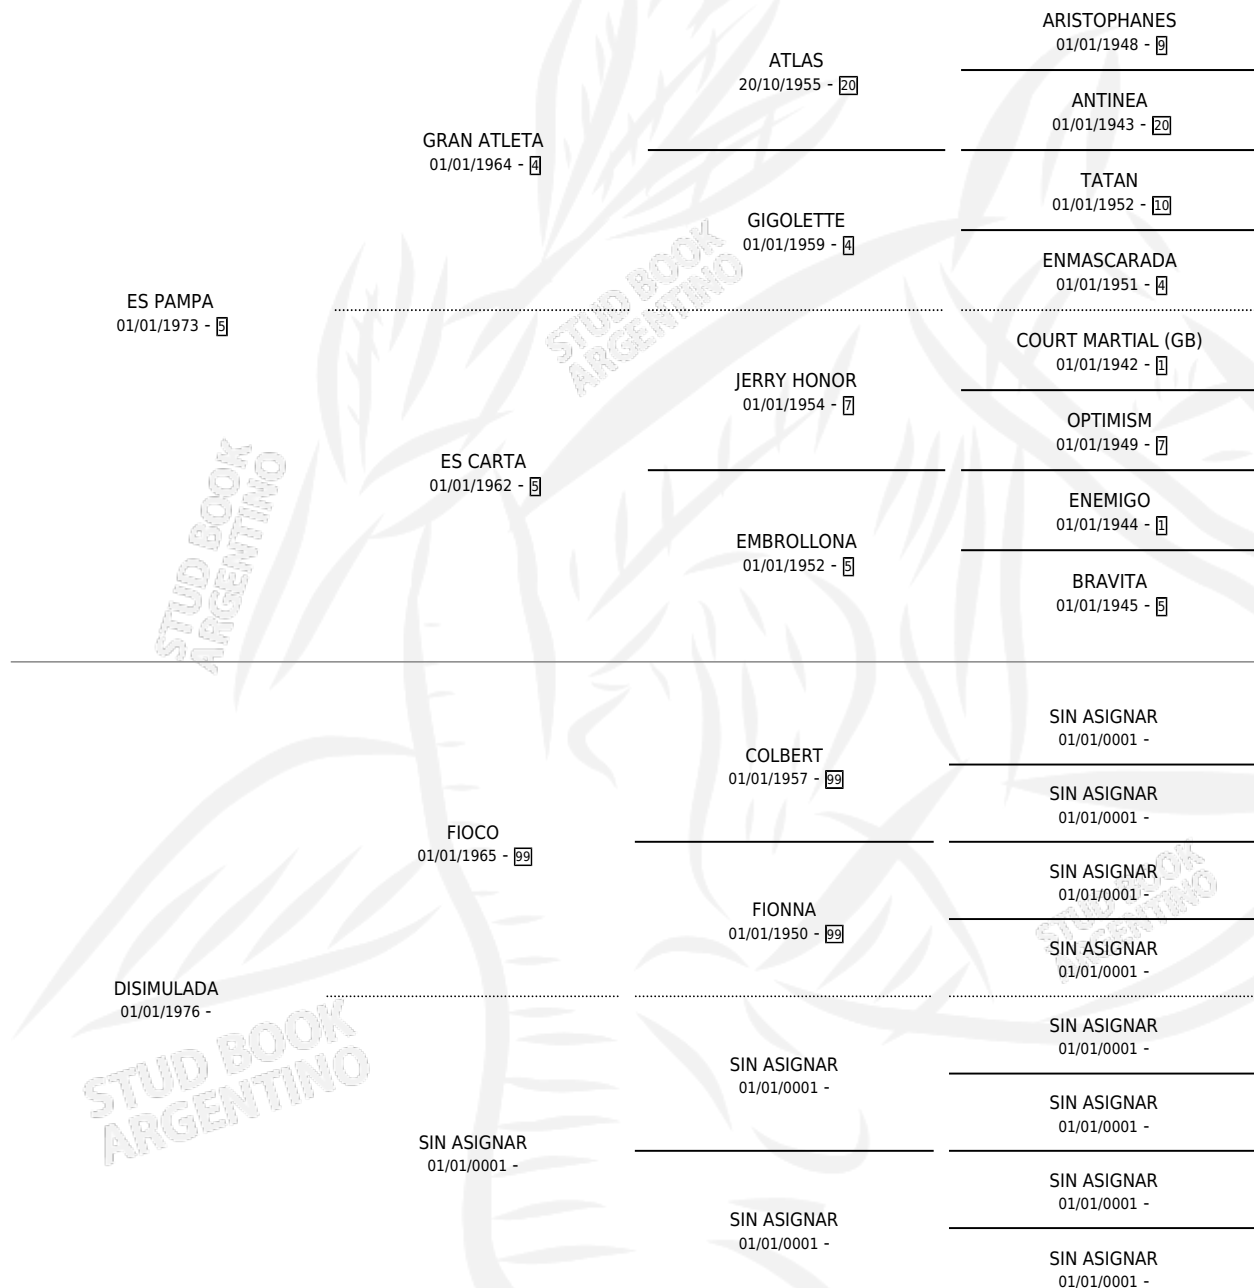 ARISTOPHANES
01/01/1948 - 9
ATLAS
20/10/1955 - 20
ANTINEA
01/01/1943 - 20
GRAN ATLETA
01/01/1964 - 4
TATAN
01/01/1952 - 10
GIGOLETTE
01/01/1959 - 4
ENMASCARADA
01/01/1951 - 4
ES PAMPA
01/01/1973 - 5
COURT MARTIAL (GB)
01/01/1942 - 1
JERRY HONOR
01/01/1954 - 7
OPTIMISM
01/01/1949 - 7
ES CARTA
01/01/1962 - 5
ENEMIGO
01/01/1944 - 1
EMBROLLONA
01/01/1952 - 5
BRAVITA
01/01/1945 - 5
STUD BOOK
ARGENTINO
STUD BOOK
ARGENTINO
SIN ASIGNAR
01/01/0001 -
COLBERT
01/01/1957 - 99
SIN ASIGNAR
01/01/0001 -
FIOCO
01/01/1965 - 99
SIN ASIGNAR
01/01/0001 -
FIONNA
01/01/1950 - 99
SIN ASIGNAR
01/01/0001 -
STUD BOOK
ARGENTINO
DISIMULADA
01/01/1976 -
SIN ASIGNAR
01/01/0001 -
SIN ASIGNAR
01/01/0001 -
SIN ASIGNAR
01/01/0001 -
SIN ASIGNAR
01/01/0001 -
SIN ASIGNAR
01/01/0001 -
SIN ASIGNAR
01/01/0001 -
SIN ASIGNAR
01/01/0001 -
STUD BOOK
ARGENTINO